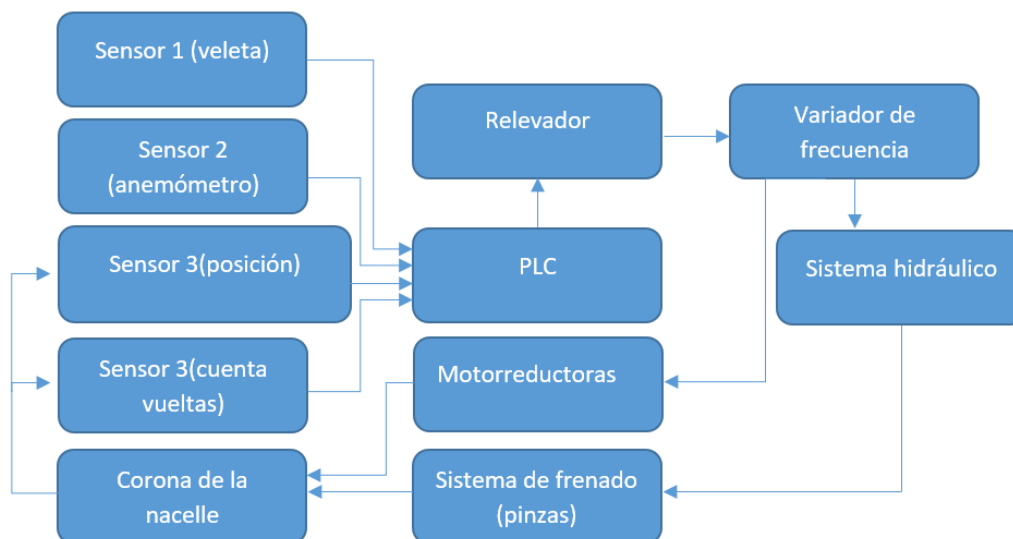 Sensor 1 (veleta)
Sensor 2
(anemómetro)
Sensor 3(posición)
Sensor 3(cuenta
vueltas)
Corona de la
nacelle
Relevador
PLC
Motorreductoras
Sistema de frenado
(pinzas)
Variador de
frecuencia
Sistema hidráulico